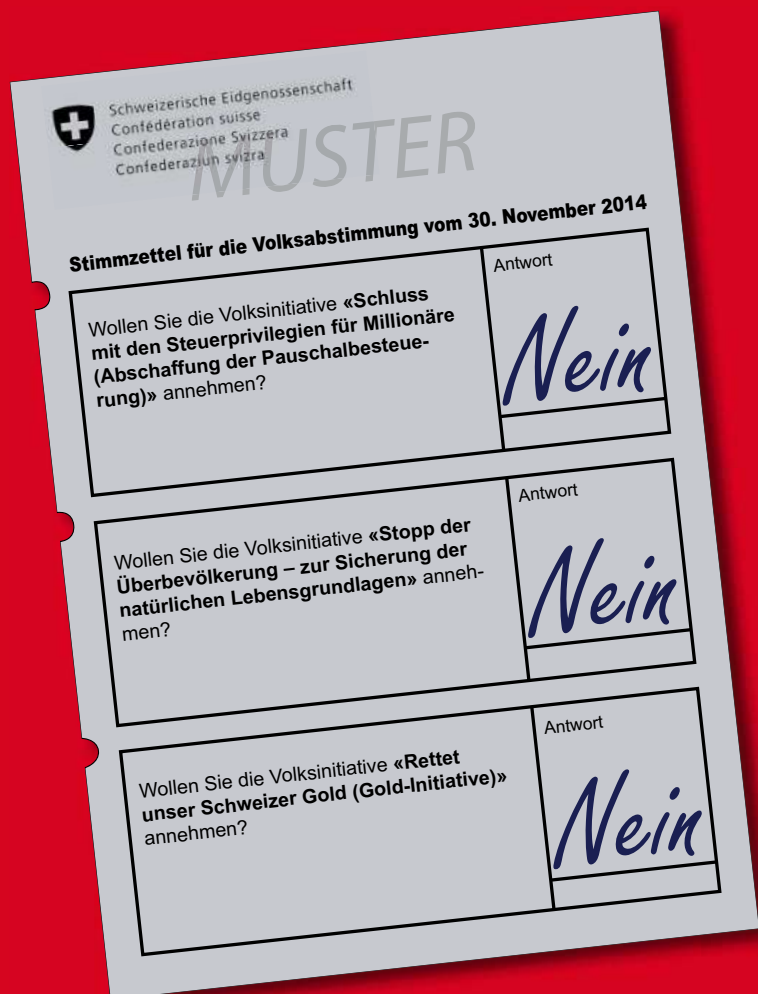 Schweizerische Eidgenossenschaft
Confédération suisse
Confederazione Svizzera
Confederaziun svizra
MUSTER
Stimmzettel für die Volksabstimmung vom 30. November 2014
Wollen Sie die Volksinitiative «Schluss
mit den Steuerprivilegien für Millionäre
(Abschaffung der Pauschalbesteue-
rung)» annehmen?
Antwort
Nein
Wollen Sie die Volksinitiative «Stopp der
Überbevölkerung – zur Sicherung der
natürlichen Lebensgrundlagen» anneh-
men?
Antwort
Nein
Wollen Sie die Volksinitiative «Rettet
unser Schweizer Gold (Gold-Initiative)»
annehmen?
Antwort
Nein